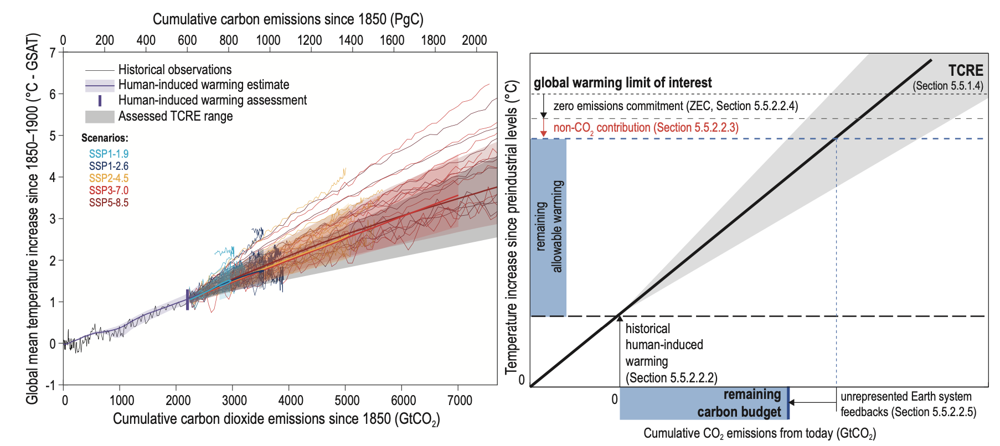 Cumulative carbon emissions since 1850 (PgC)
0 200 400 600 800 1000 1200 1400 1600 1800 2000
Global mean temperature increase since 1850–1900 (°C - GSAT)
7
6
5
4
3
2
1
0
-1
Historical observations
Human-induced warming estimate
Human-induced warming assessment
Assessed TCRE range
Scenarios:
SSP1-1.9
SSP1-2.6
SSP2-4.5
SSP3-7.0
SSP5-8.5
0 1000 2000 3000 4000 5000 6000 7000
Cumulative carbon dioxide emissions since 1850 (GtCO₂)
Temperature increase since preindustrial levels (°C)
TCRE
(Section 5.5.1.4)
global warming limit of interest
zero emissions commitment (ZEC, Section 5.5.2.2.4)
non-CO₂ contribution (Section 5.5.2.2.3)
remaining
allowable warming
historical
human-induced
warming
(Section 5.5.2.2.2)
0
0
remaining
carbon budget
unrepresented Earth system
feedbacks (Section 5.5.2.2.5)
Cumulative CO₂ emissions from today (GtCO₂)